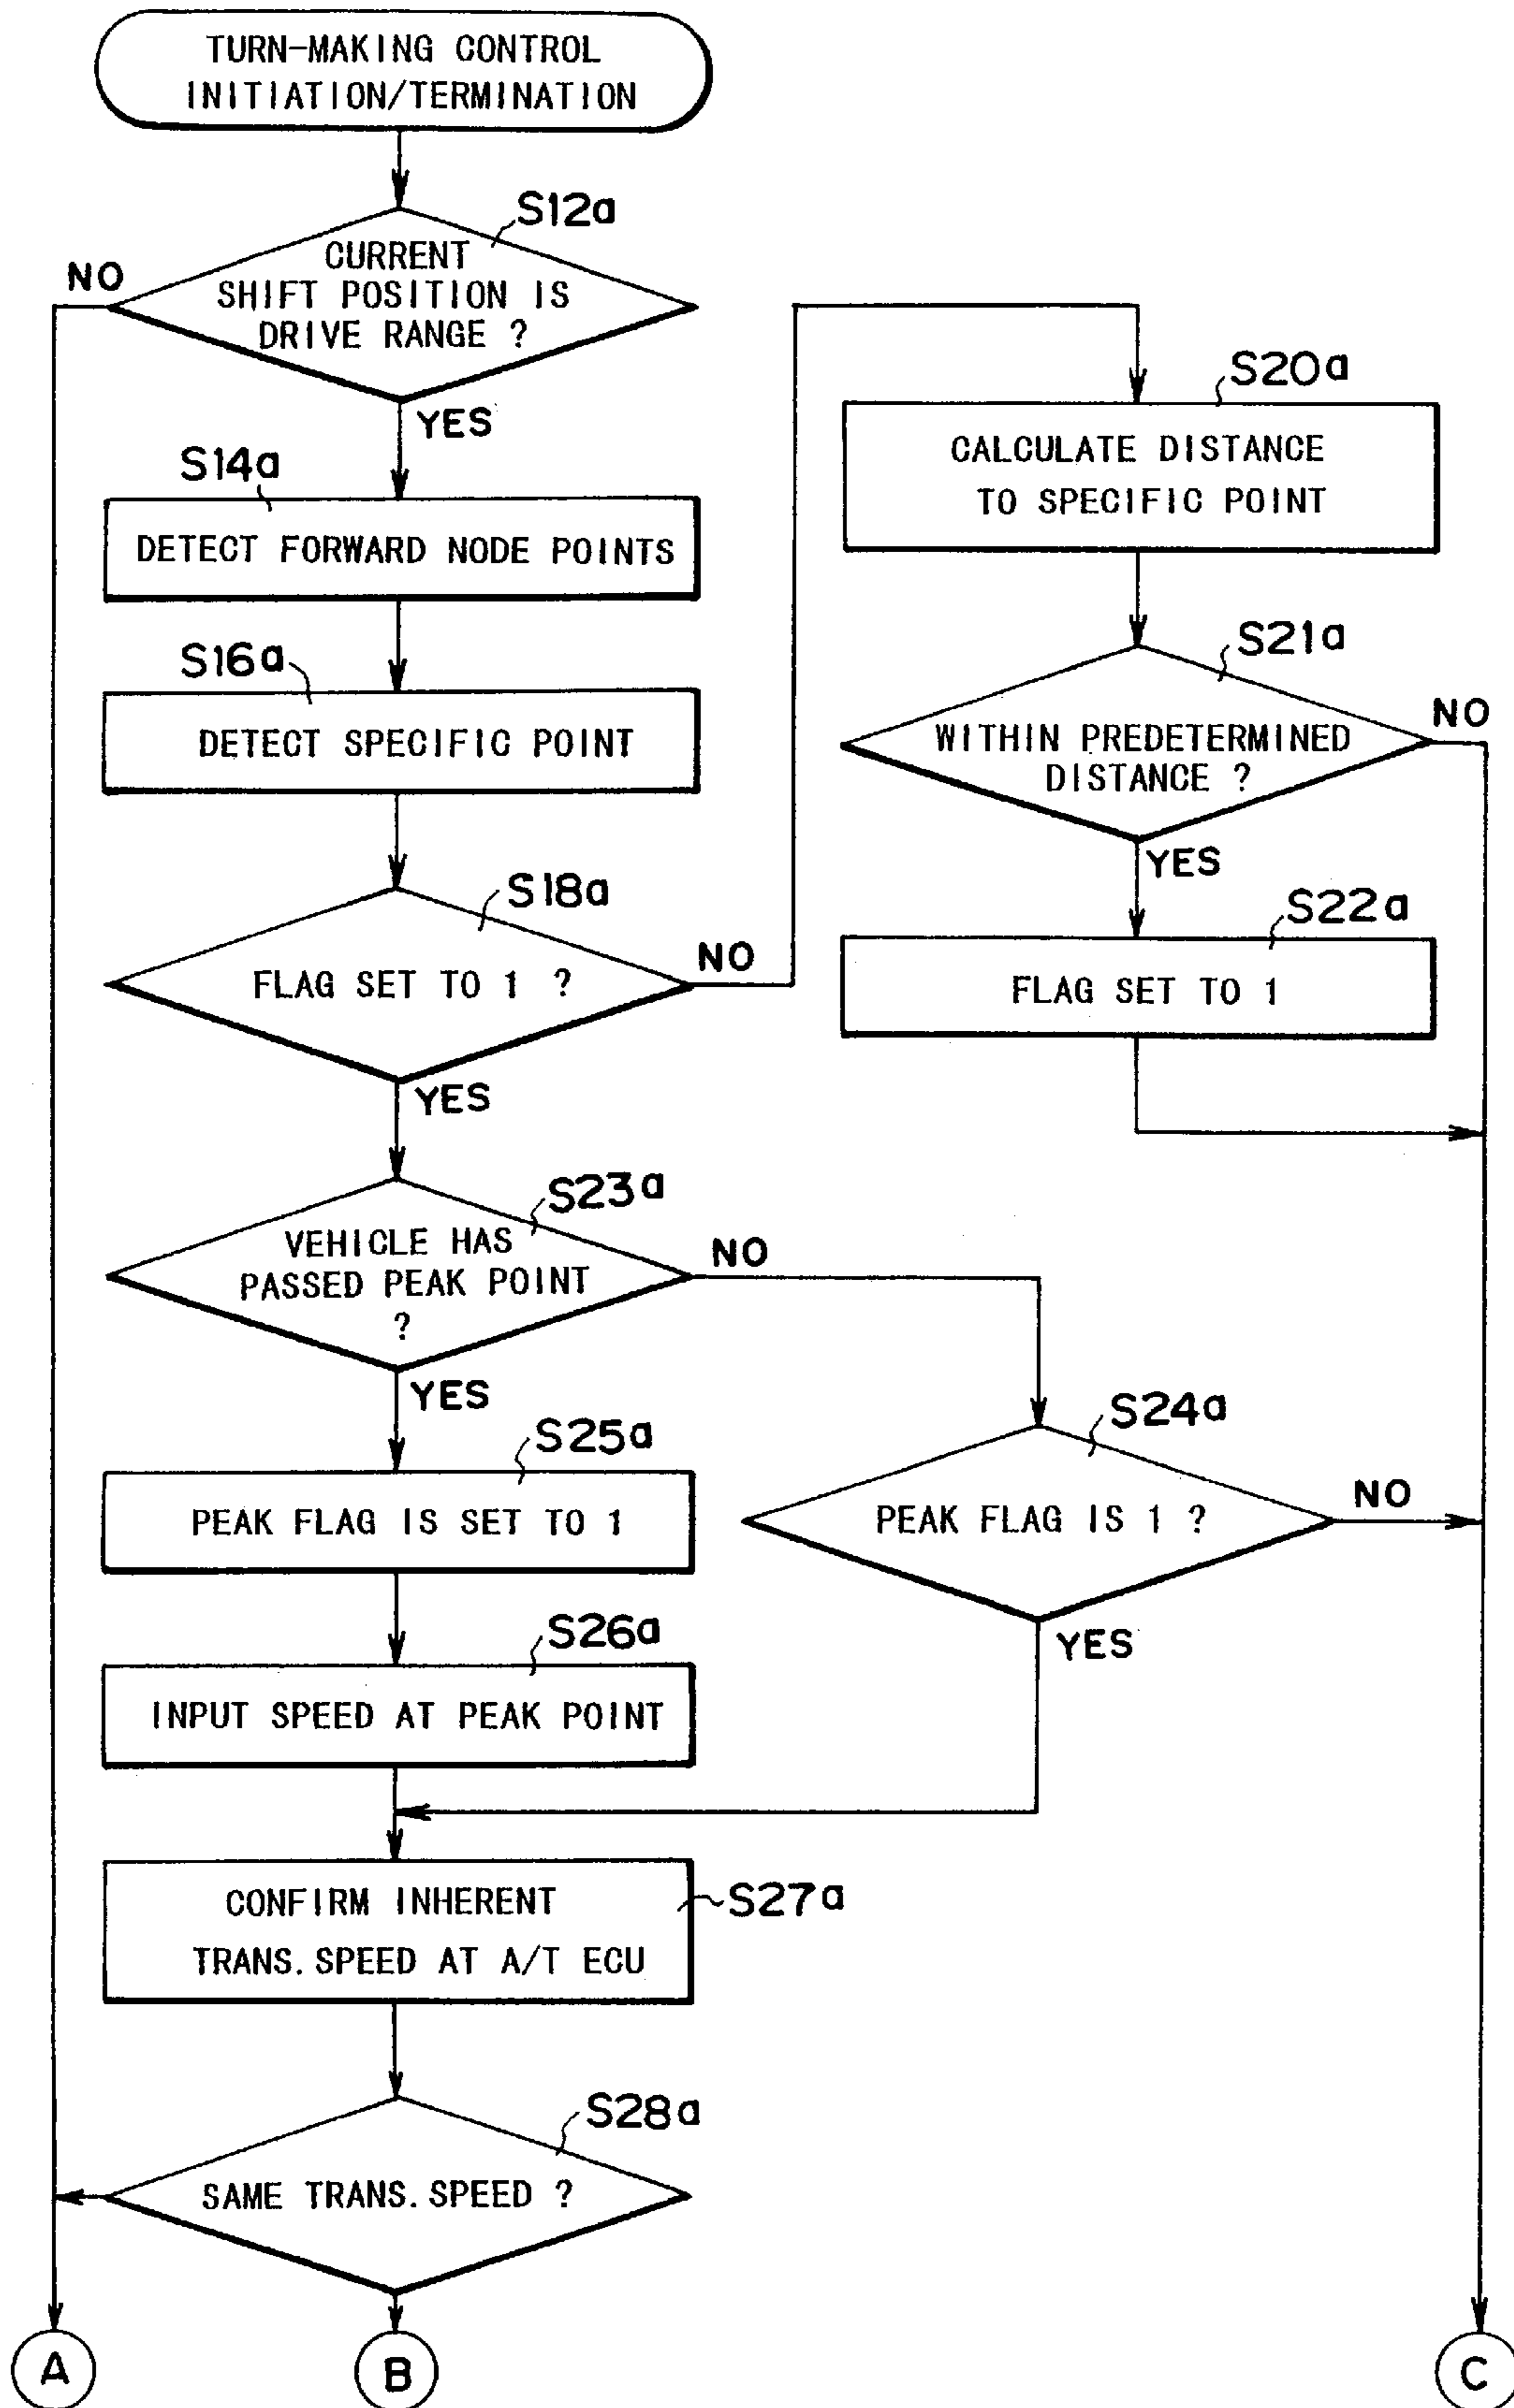 TURN-MAKING CONTROL
INITIATION/TERMINATION
S12a
CURRENT
SHIFT POSITION IS
DRIVE RANGE ?
NO
YES
S14a
DETECT FORWARD NODE POINTS
S16a
DETECT SPECIFIC POINT
S18a
FLAG SET TO 1 ?
NO
YES
S20a
CALCULATE DISTANCE
TO SPECIFIC POINT
S21a
WITHIN PREDETERMINED
DISTANCE ?
NO
YES
S22a
FLAG SET TO 1
S23a
VEHICLE HAS
PASSED PEAK POINT
?
NO
YES
S24a
PEAK FLAG IS 1 ?
NO
YES
S25a
PEAK FLAG IS SET TO 1
S26a
INPUT SPEED AT PEAK POINT
S27a
CONFIRM INHERENT
TRANS.SPEED AT A/T ECU
S28a
SAME TRANS.SPEED ?
A
B
C